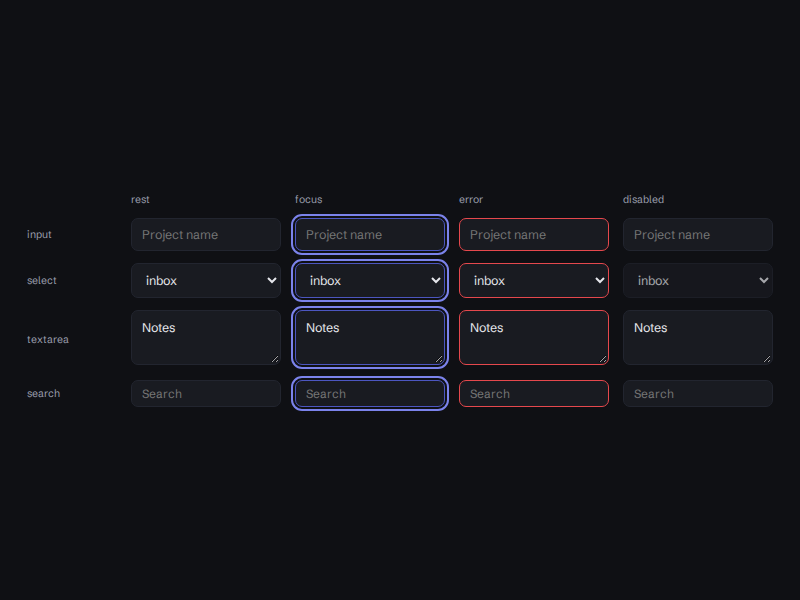 rest focus error disabled
input Project name Project name Project name Project name
select inbox inbox inbox inbox
textarea Notes Notes Notes Notes
search Search Search Search Search